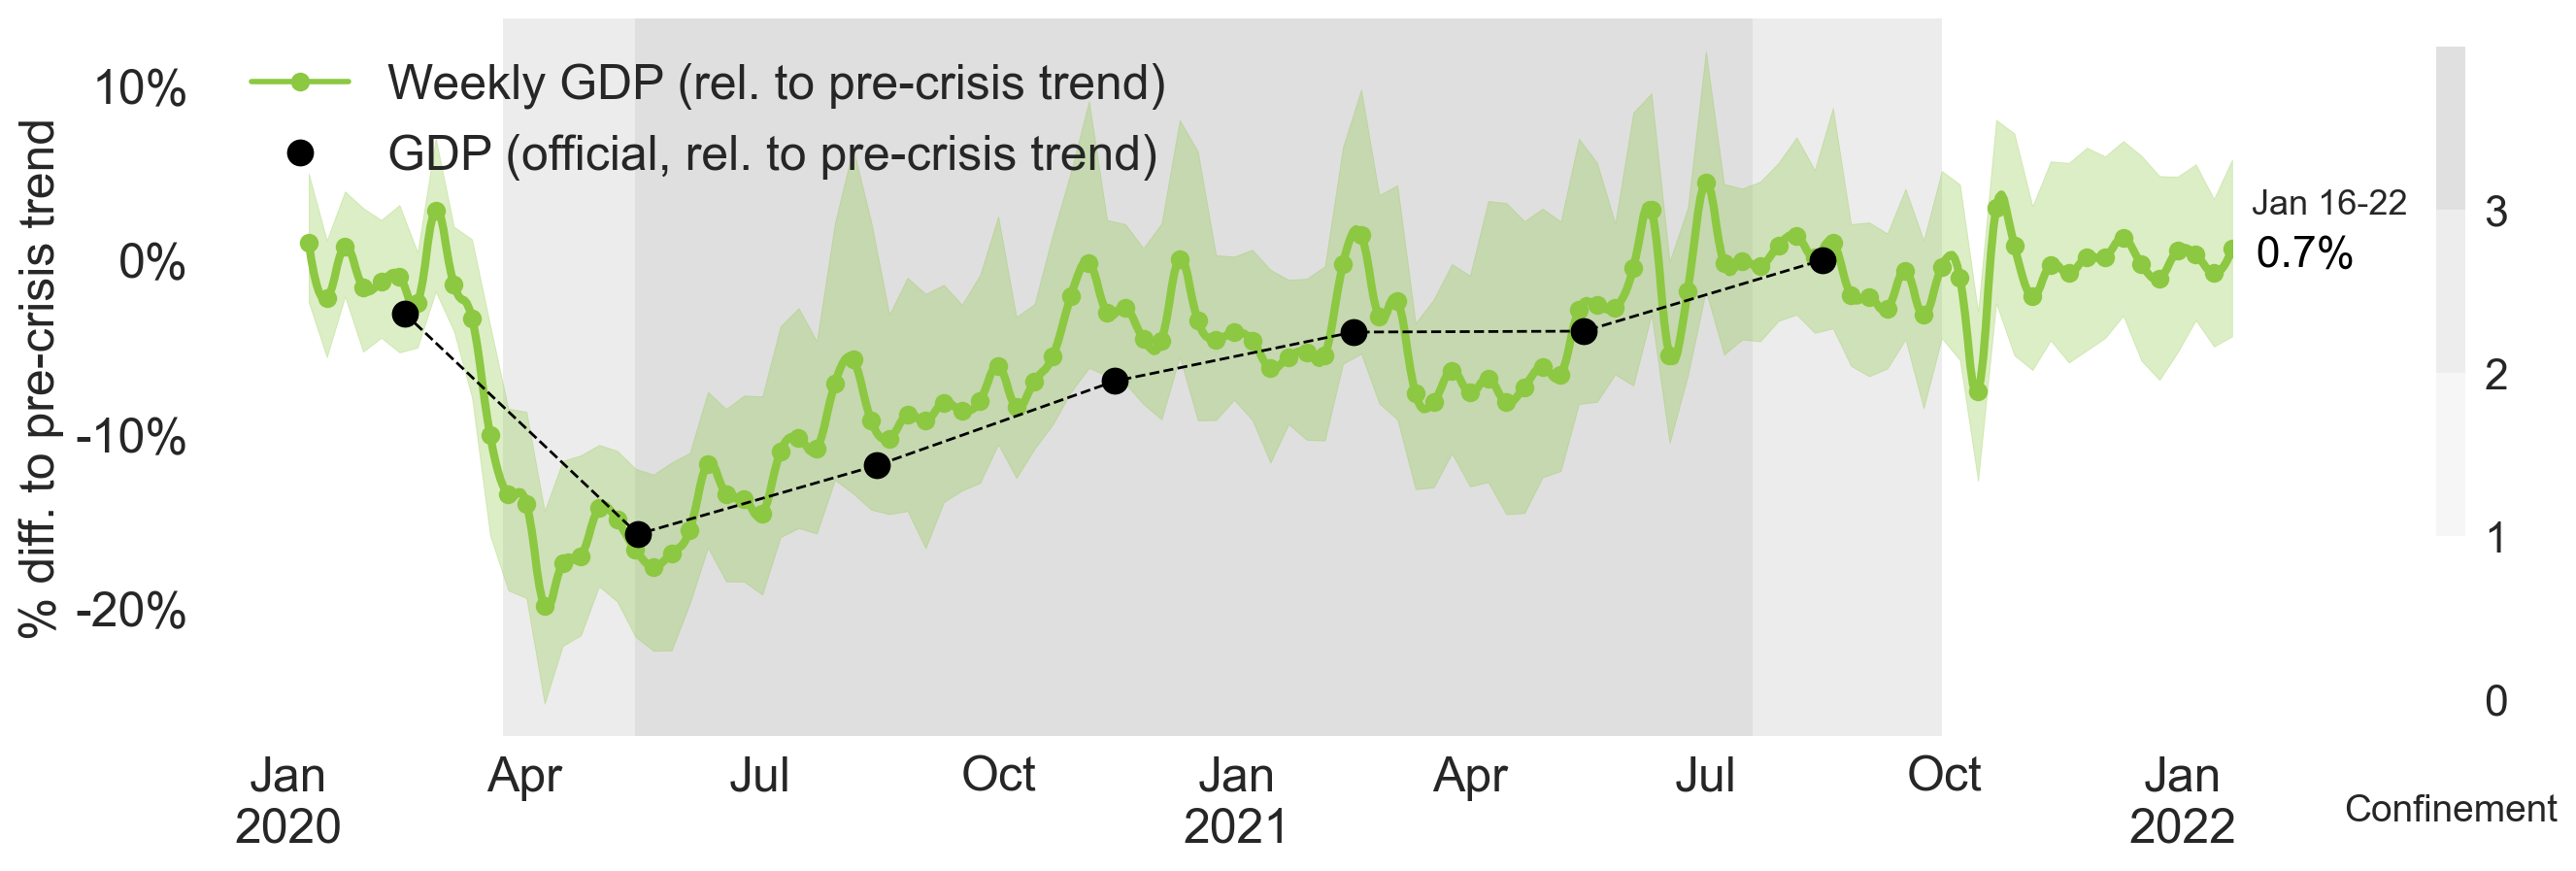 Weekly GDP (rel. to pre-crisis trend)
GDP (official, rel. to pre-crisis trend)
% diff. to pre-crisis trend
10%
0%
-10%
-20%
Jan 16-22
0.7%
3
2
1
0
Jan Apr Jul Oct Jan Apr Jul Oct Jan
2020 2021 2022
Confinement